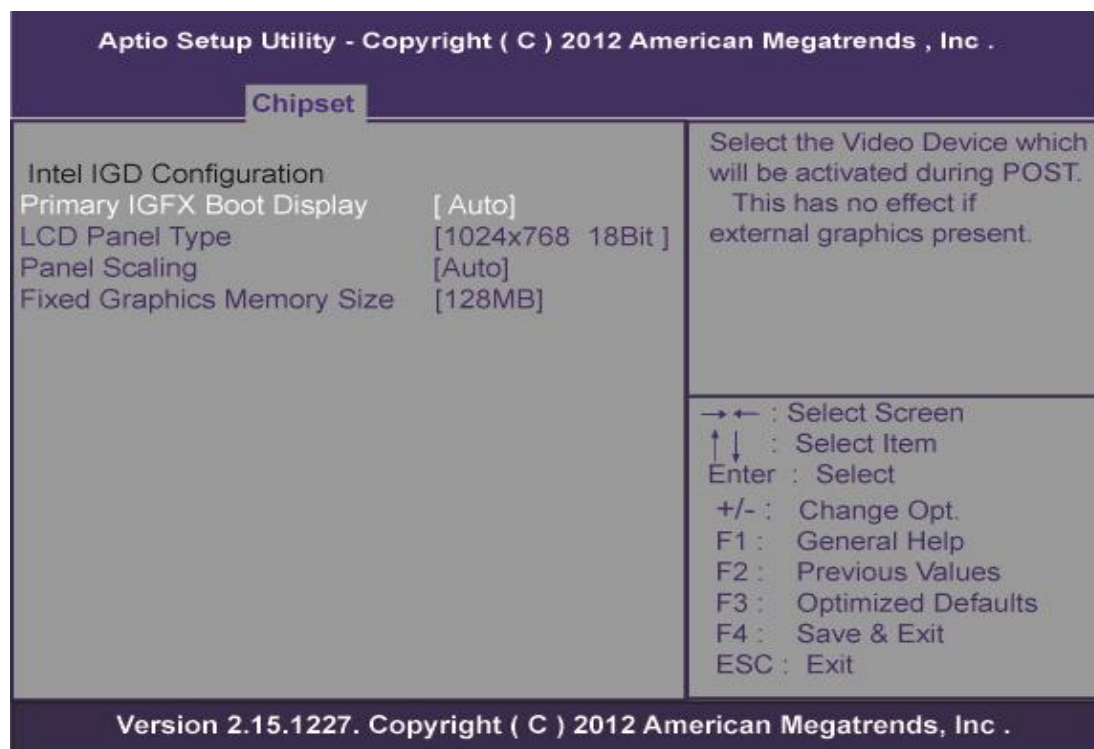 Aptio Setup Utility - Copyright ( C ) 2012 American Megatrends , Inc .
Chipset
Intel IGD Configuration
Primary IGFX Boot Display [ Auto]
LCD Panel Type [1024x768 18Bit ]
Panel Scaling [Auto]
Fixed Graphics Memory Size [128MB]
Select the Video Device which
will be activated during POST.
This has no effect if
external graphics present.
→ ← : Select Screen
↑ ↓ : Select Item
Enter : Select
+/- : Change Opt.
F1 : General Help
F2 : Previous Values
F3 : Optimized Defaults
F4 : Save & Exit
ESC : Exit
Version 2.15.1227. Copyright ( C ) 2012 American Megatrends, Inc .